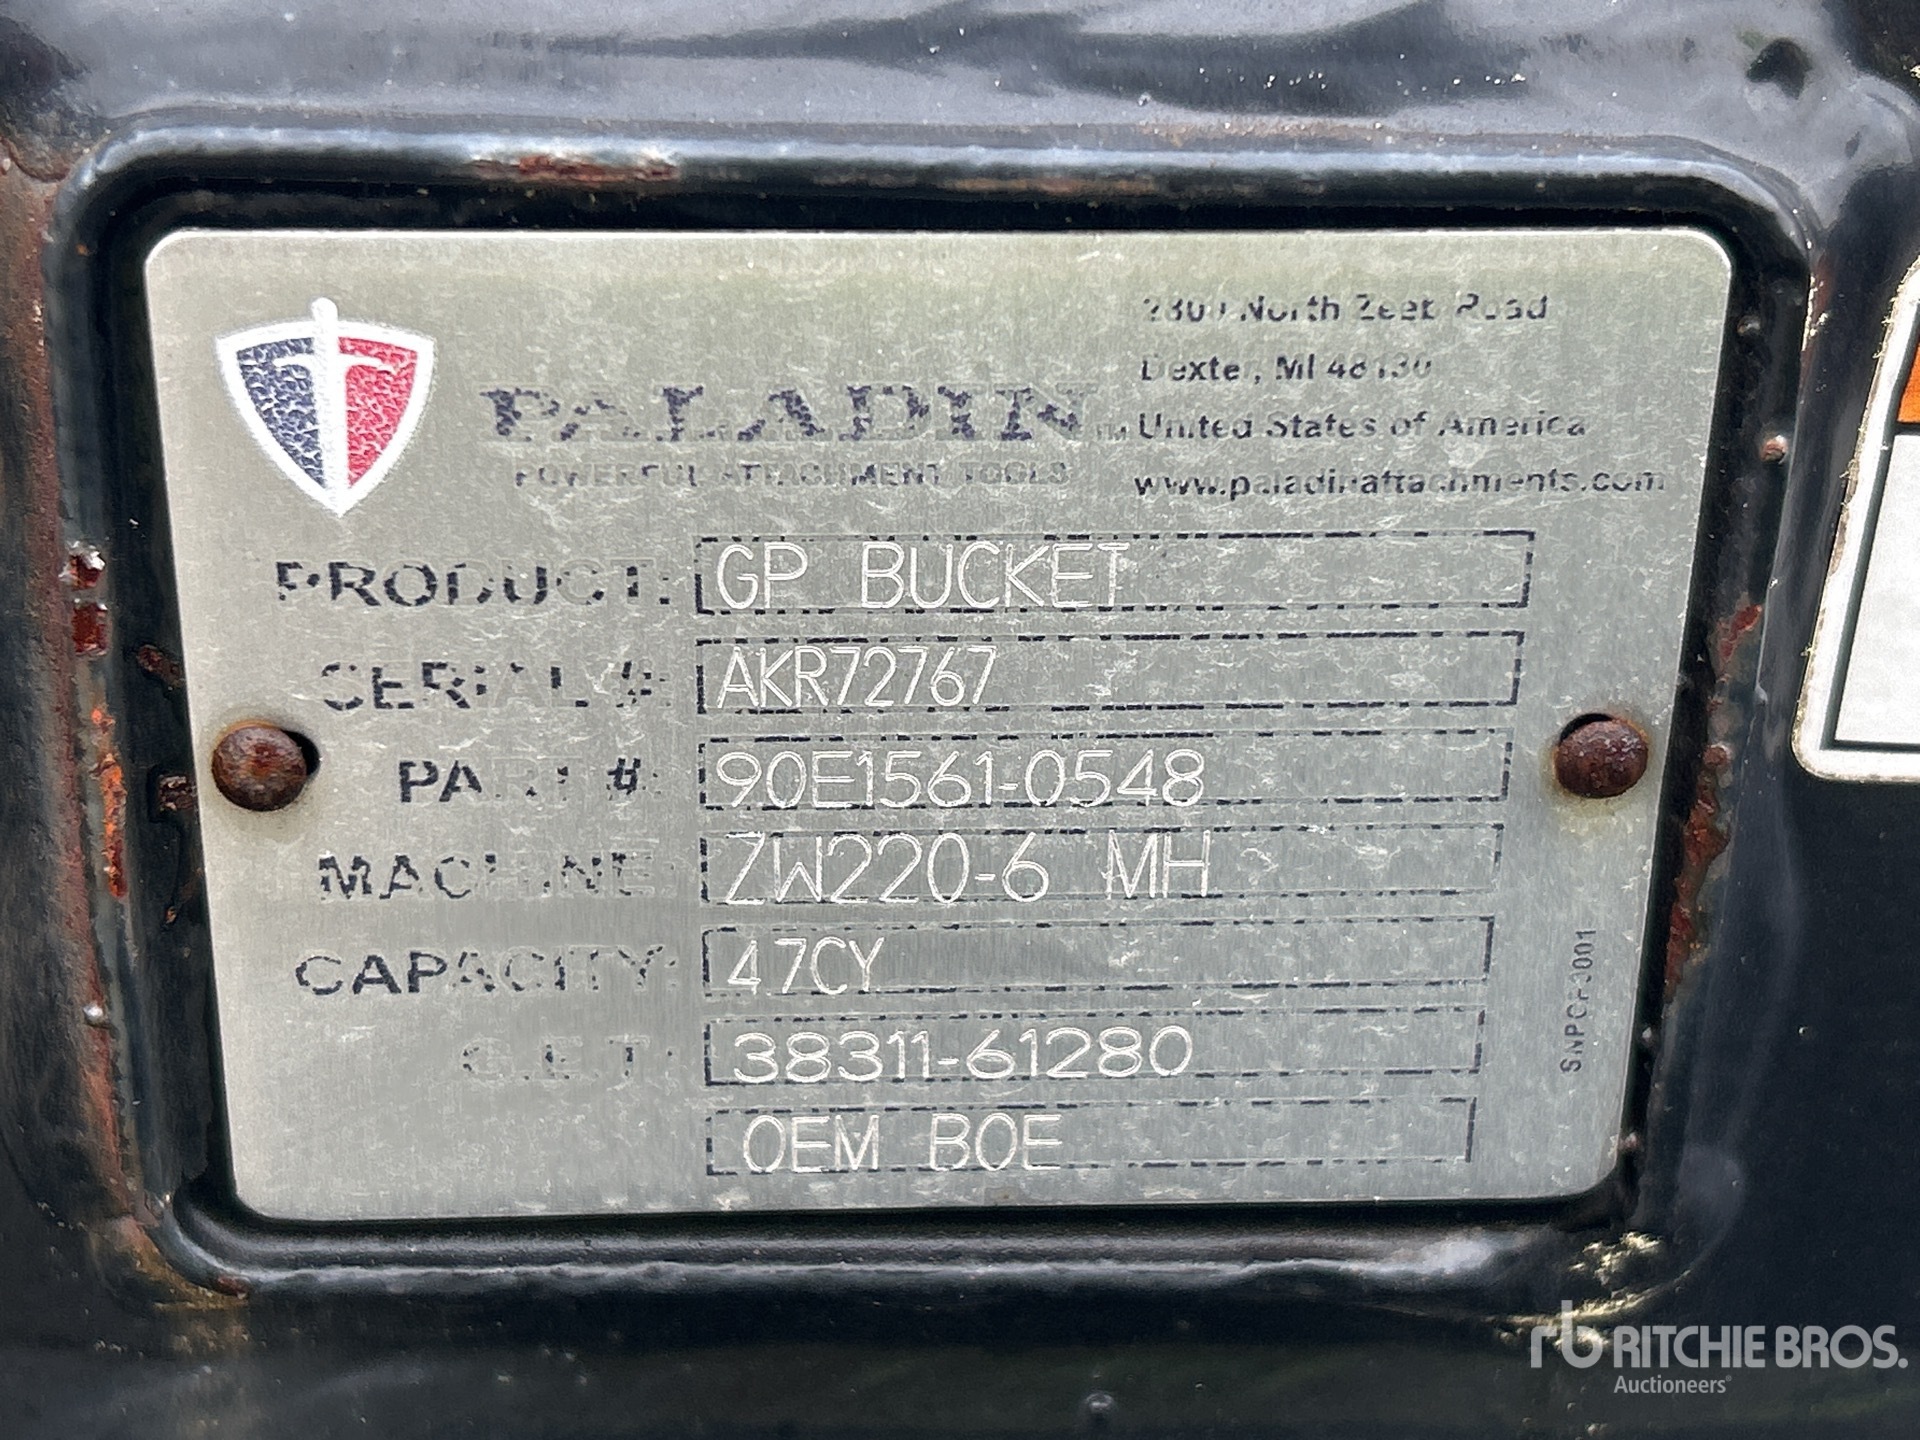 2800 North Zeeb Road
Dexter, MI 48130
PALADIN
United States of America
POWERFUL ATTACHMENT TOOLS
www.paladinattachments.com
PRODUCT: GP BUCKET
SERIAL #: AKR72767
PART #: 90E1561-0548
MACHINE: ZW220-6 MH
CAPACITY: 47CY
G.E.T.: 38311-61280
OEM BOE
rb RITCHIE BROS.
Auctioneers